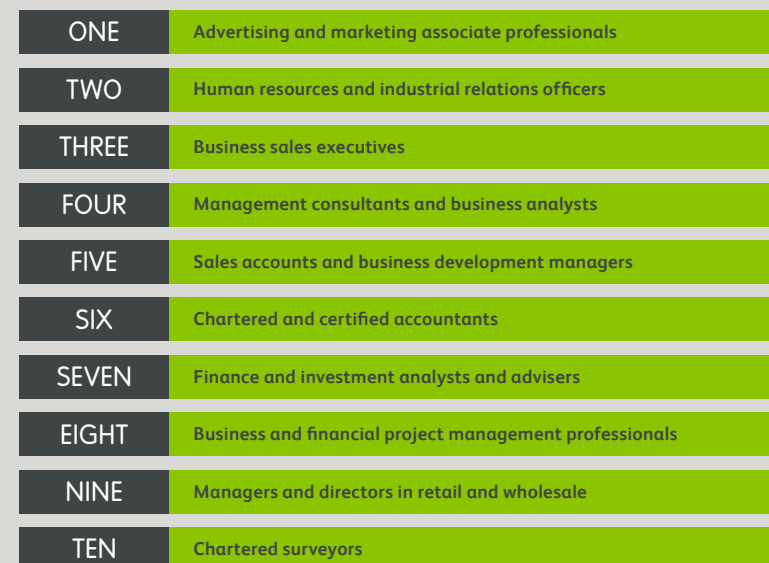 ONE Advertising and marketing associate professionals
TWO Human resources and industrial relations officers
THREE Business sales executives
FOUR Management consultants and business analysts
FIVE Sales accounts and business development managers
SIX Chartered and certified accountants
SEVEN Finance and investment analysts and advisers
EIGHT Business and financial project management professionals
NINE Managers and directors in retail and wholesale
TEN Chartered surveyors